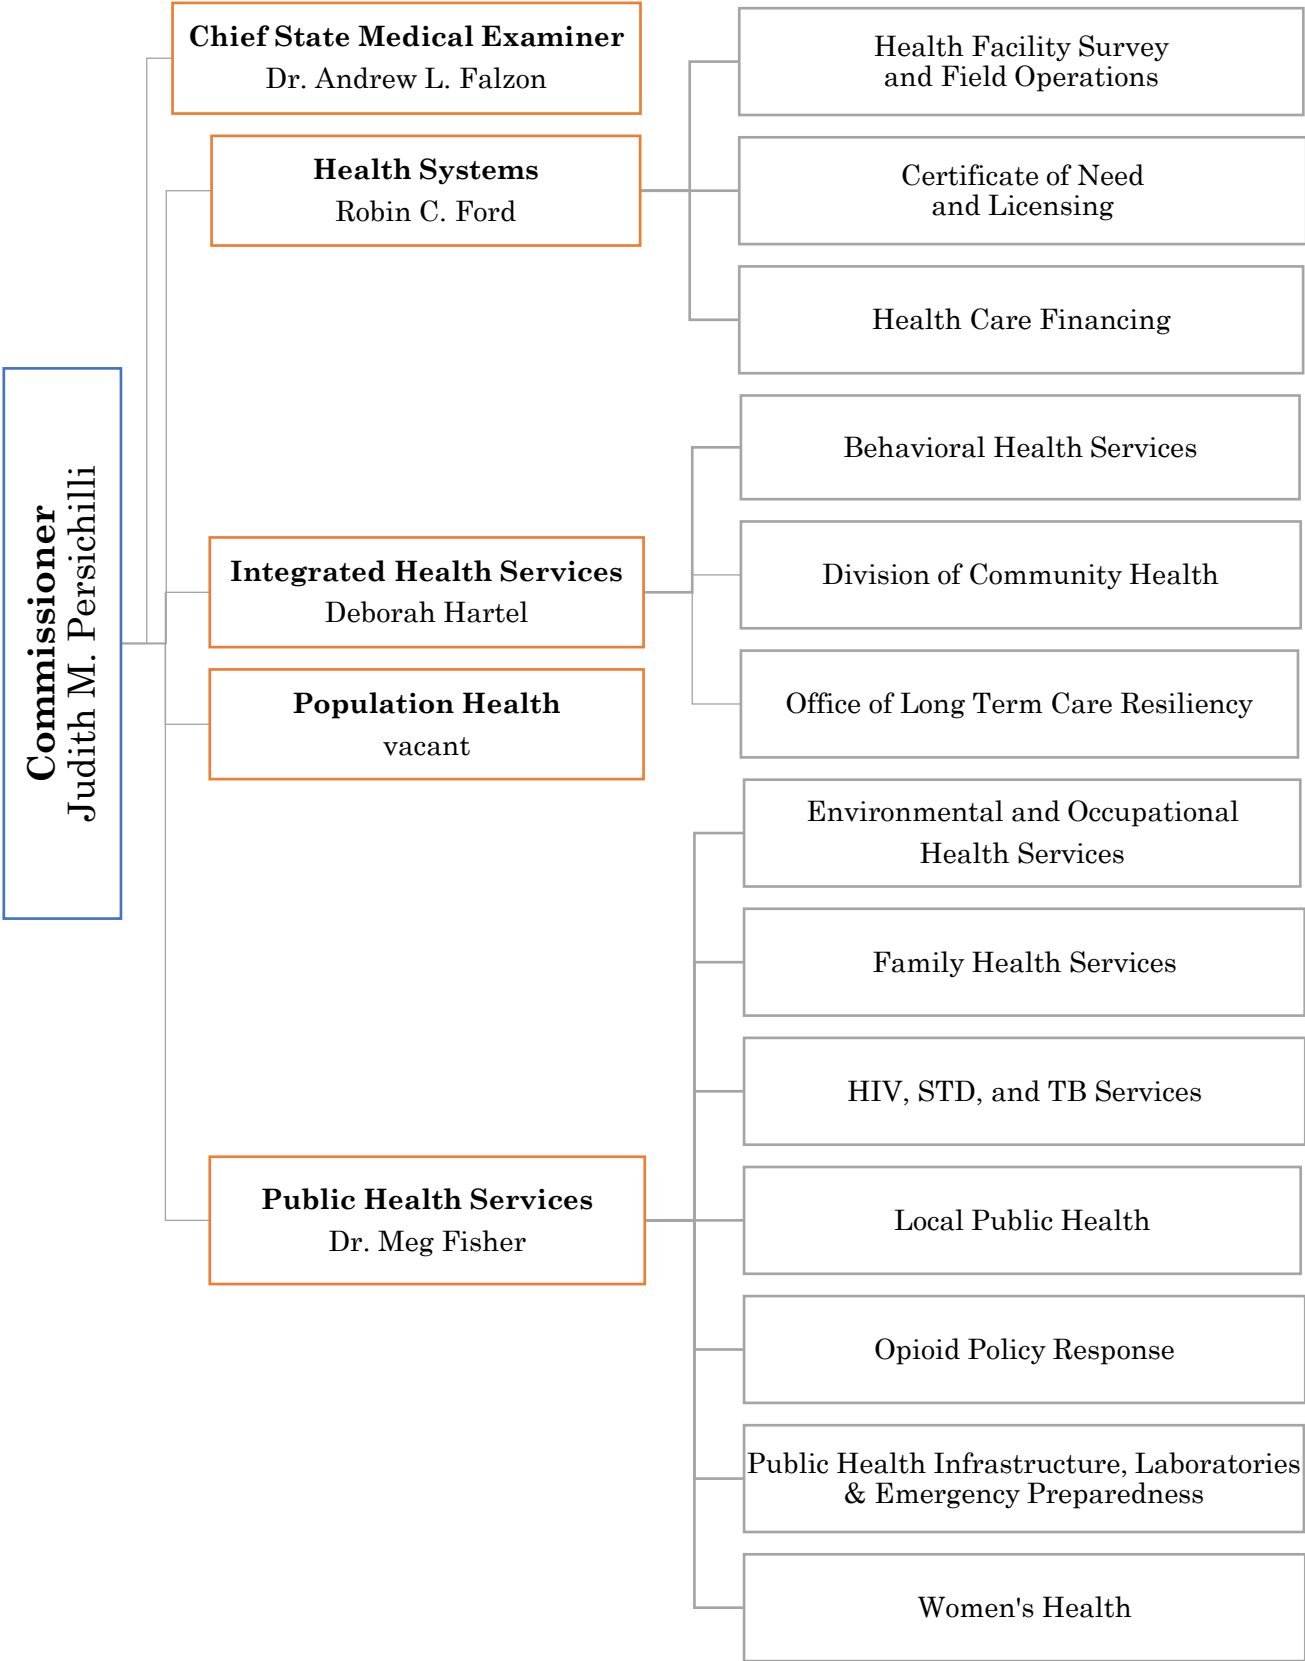 Commissioner
Judith M. Persichilli
Chief State Medical Examiner
Dr. Andrew L. Falzon
Health Systems
Robin C. Ford
Health Facility Survey
and Field Operations
Certificate of Need
and Licensing
Health Care Financing
Integrated Health Services
Deborah Hartel
Behavioral Health Services
Division of Community Health
Office of Long Term Care Resiliency
Population Health
vacant
Public Health Services
Dr. Meg Fisher
Environmental and Occupational
Health Services
Family Health Services
HIV, STD, and TB Services
Local Public Health
Opioid Policy Response
Public Health Infrastructure, Laboratories
& Emergency Preparedness
Women's Health